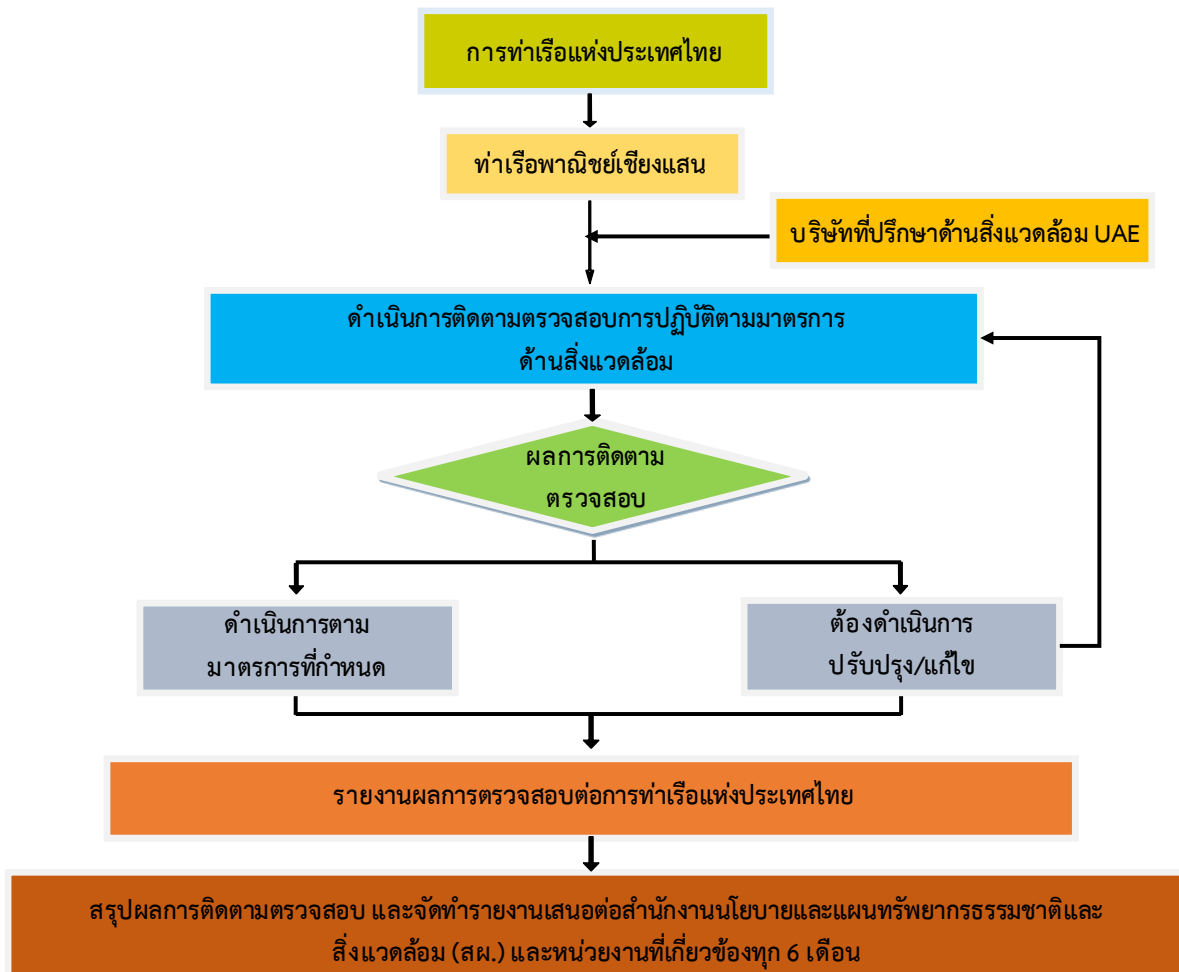 การท่าเรือแห่งประเทศไทย
ท่าเรือพาณิชย์เชียงแสน
บริษัทที่ปรึกษาด้านสิ่งแวดล้อม UAE
ดำเนินการติดตามตรวจสอบการปฏิบัติตามมาตรการ
ด้านสิ่งแวดล้อม
ผลการติดตาม
ตรวจสอบ
ดำเนินการตาม
มาตรการที่กำหนด
ต้องดำเนินการ
ปรับปรุง/แก้ไข
รายงานผลการตรวจสอบต่อการท่าเรือแห่งประเทศไทย
สรุปผลการติดตามตรวจสอบ และจัดทำรายงานเสนอต่อสำนักงานนโยบายและแผนทรัพยากรธรรมชาติและ
สิ่งแวดล้อม (สผ.) และหน่วยงานที่เกี่ยวข้องทุก 6 เดือน